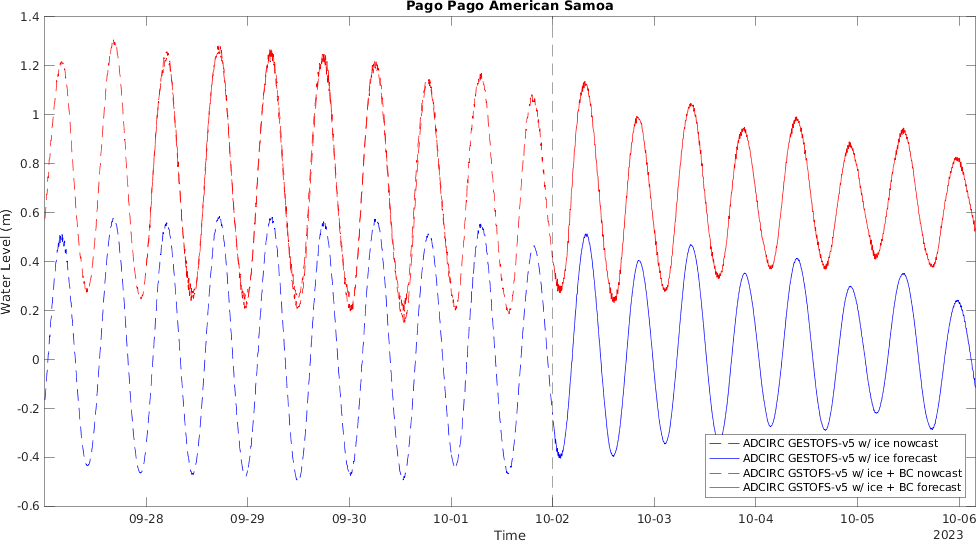 Pago Pago American Samoa
1.4
1.2
1
0.8
0.6
0.4
0.2
0
-0.2
-0.4
-0.6
Water Level (m)
ADCIRC GESTOFS-v5 w/ ice nowcast
ADCIRC GESTOFS-v5 w/ ice forecast
ADCIRC GSTOFS-v5 w/ ice + BC nowcast
ADCIRC GSTOFS-v5 w/ ice + BC forecast
09-28 09-29 09-30 10-01 10-02 10-03 10-04 10-05 10-06
Time 2023